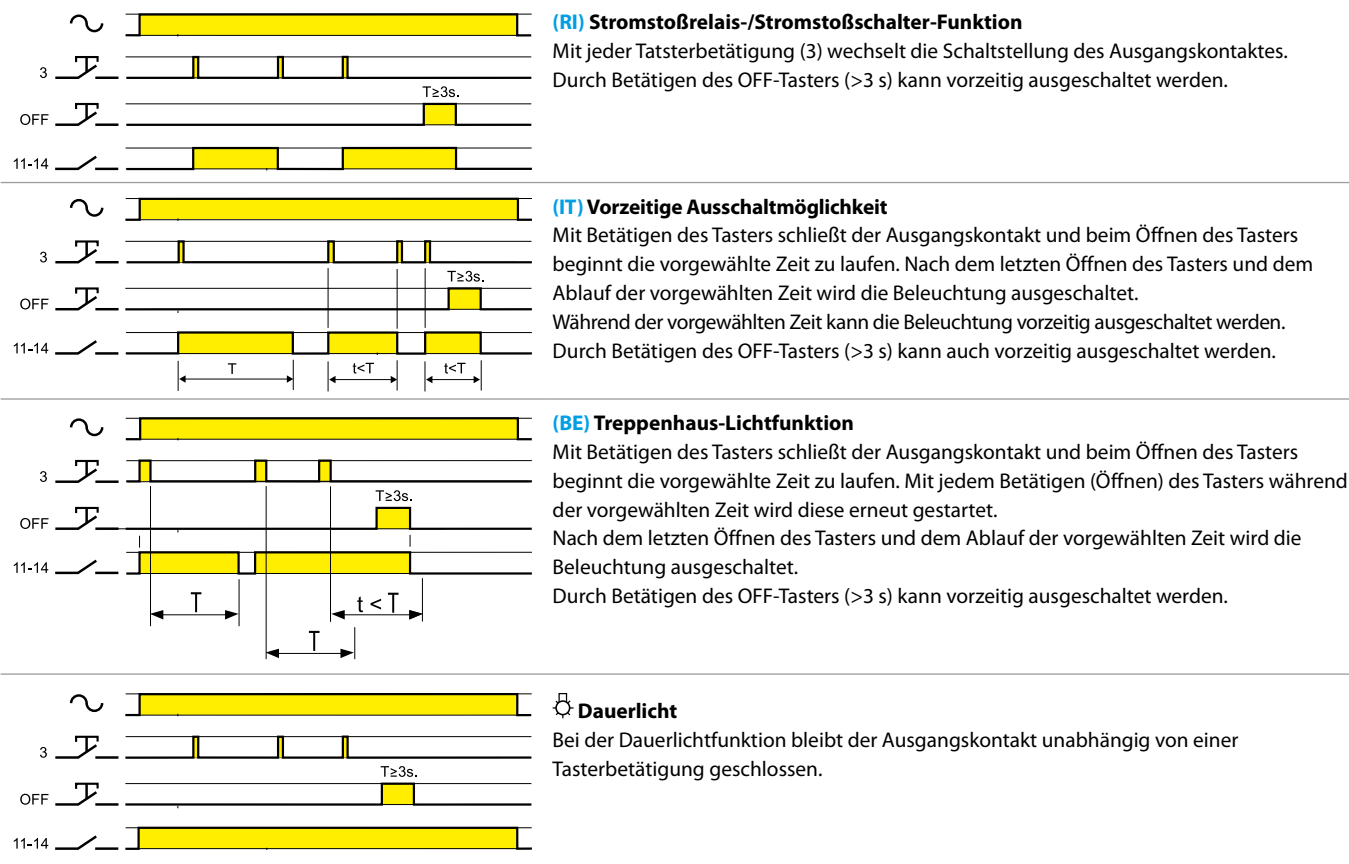 (RI) Stromstoßrelais-/Stromstoßschalter-Funktion
Mit jeder Tatsterbetätigung (3) wechselt die Schaltstellung des Ausgangskontaktes.
Durch Betätigen des OFF-Tasters (>3 s) kann vorzeitig ausgeschaltet werden.
3
T≥3s.
OFF
11-14
(IT) Vorzeitige Ausschaltmöglichkeit
Mit Betätigen des Tasters schließt der Ausgangskontakt und beim Öffnen des Tasters
beginnt die vorgewählte Zeit zu laufen. Nach dem letzten Öffnen des Tasters und dem
Ablauf der vorgewählten Zeit wird die Beleuchtung ausgeschaltet.
Während der vorgewählten Zeit kann die Beleuchtung vorzeitig ausgeschaltet werden.
Durch Betätigen des OFF-Tasters (>3 s) kann auch vorzeitig ausgeschaltet werden.
3
T≥3s.
OFF
11-14
T t<T t<T
(BE) Treppenhaus-Lichtfunktion
Mit Betätigen des Tasters schließt der Ausgangskontakt und beim Öffnen des Tasters
beginnt die vorgewählte Zeit zu laufen. Mit jedem Betätigen (Öffnen) des Tasters während
der vorgewählten Zeit wird diese erneut gestartet.
Nach dem letzten Öffnen des Tasters und dem Ablauf der vorgewählten Zeit wird die
Beleuchtung ausgeschaltet.
Durch Betätigen des OFF-Tasters (>3 s) kann vorzeitig ausgeschaltet werden.
3
T≥3s.
OFF
11-14
T t < T
T
Dauerlicht
Bei der Dauerlichtfunktion bleibt der Ausgangskontakt unabhängig von einer
Tasterbetätigung geschlossen.
3
T≥3s.
OFF
11-14